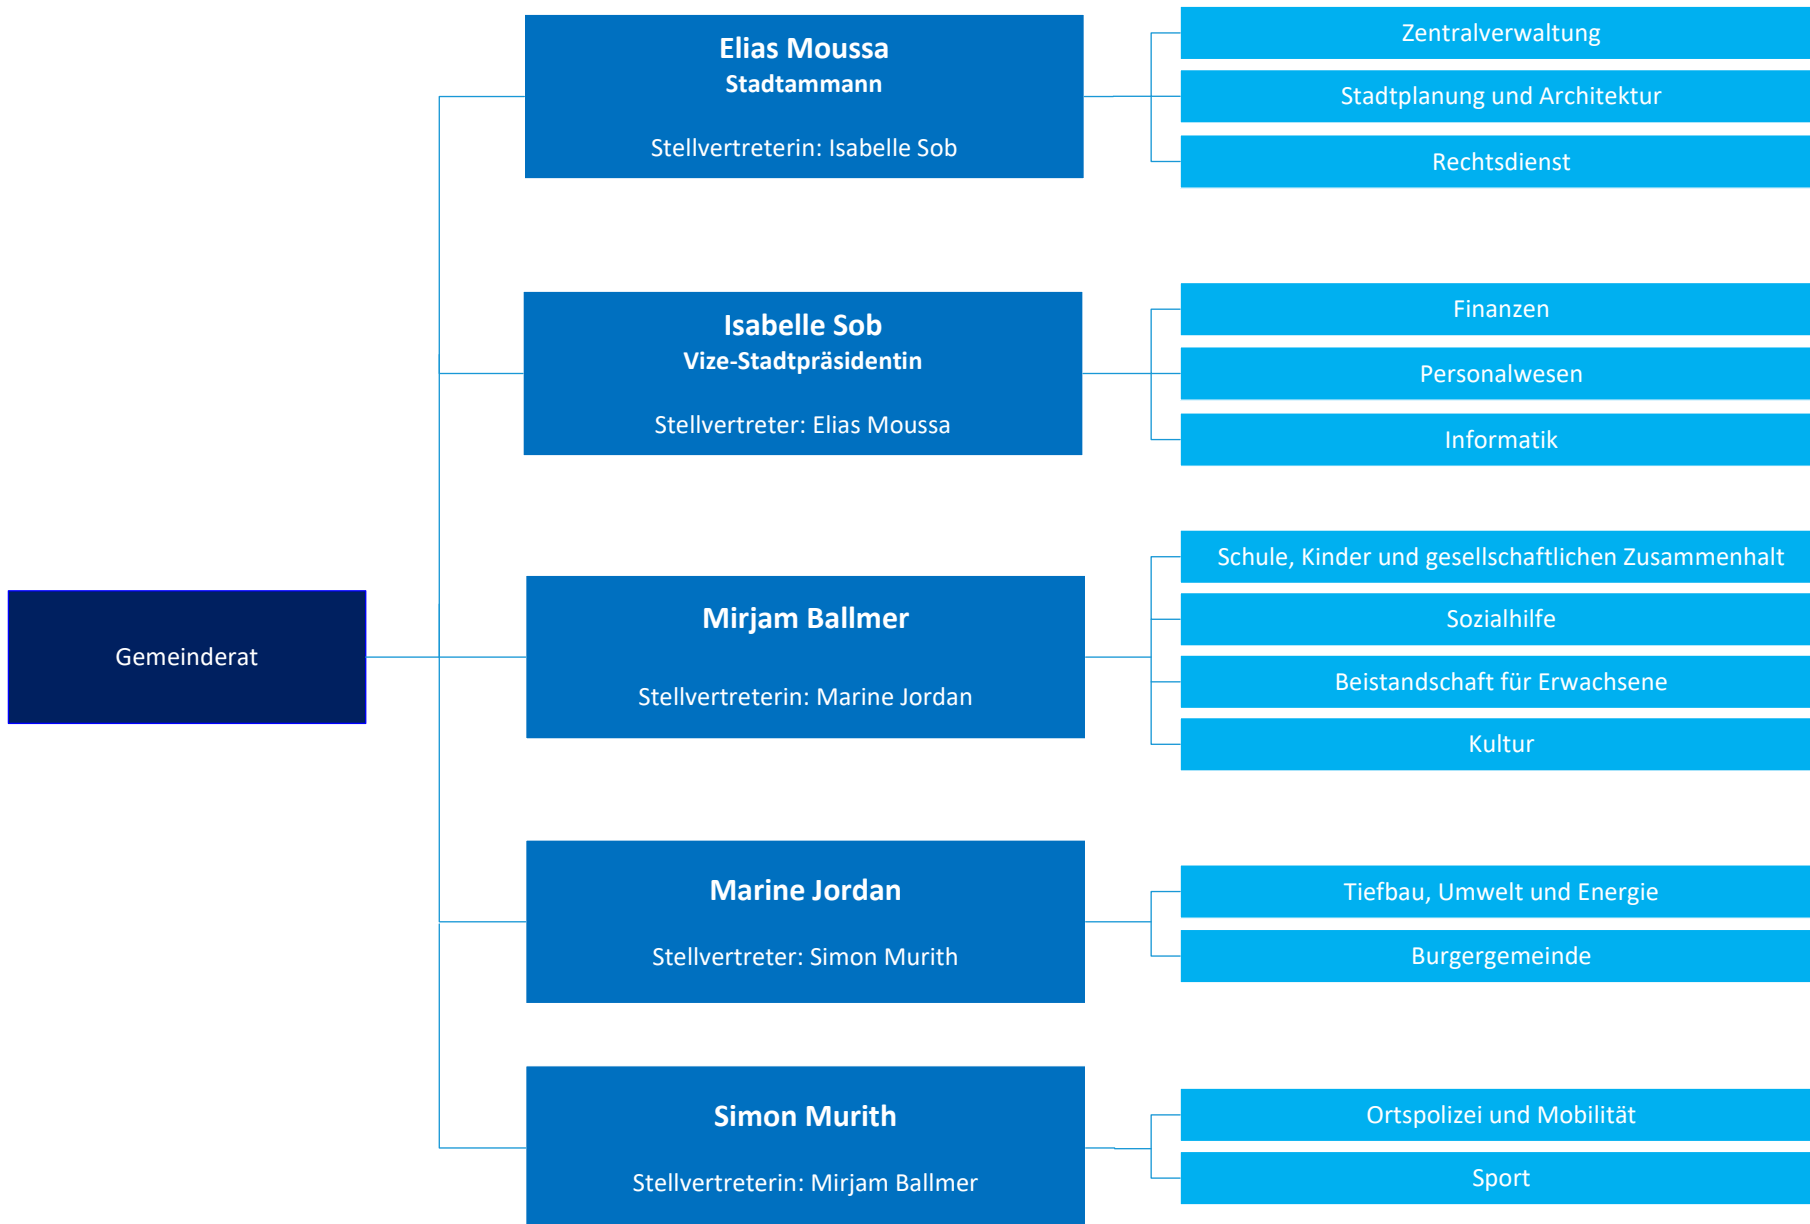 Gemeinderat
Elias Moussa
Stadtammann
Stellvertreterin: Isabelle Sob
Zentralverwaltung
Stadtplanung und Architektur
Rechtsdienst
Isabelle Sob
Vize-Stadtpräsidentin
Stellvertreter: Elias Moussa
Finanzen
Personalwesen
Informatik
Mirjam Ballmer
Stellvertreterin: Marine Jordan
Schule, Kinder und gesellschaftlichen Zusammenhalt
Sozialhilfe
Beistandschaft für Erwachsene
Kultur
Marine Jordan
Stellvertreter: Simon Murith
Tiefbau, Umwelt und Energie
Burgergemeinde
Simon Murith
Stellvertreterin: Mirjam Ballmer
Ortspolizei und Mobilität
Sport